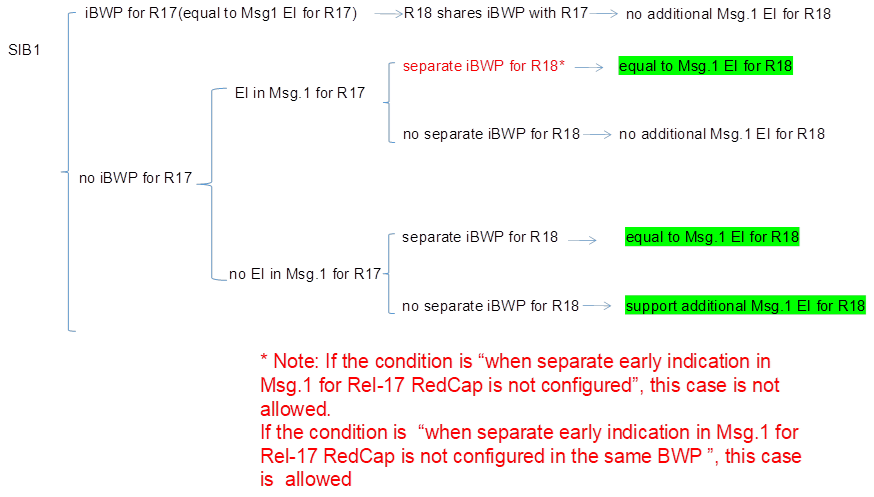 iBWP for R17(equal to Msg1 EI for R17) R18 shares iBWP with R17 no additional Msg.1 EI for R18
SIB1
separate iBWP for R18* equal to Msg.1 EI for R18
EI in Msg.1 for R17
no separate iBWP for R18 no additional Msg.1 EI for R18
no iBWP for R17
separate iBWP for R18 equal to Msg.1 EI for R18
no EI in Msg.1 for R17
no separate iBWP for R18 support additional Msg.1 EI for R18
* Note: If the condition is “when separate early indication in
Msg.1 for Rel-17 RedCap is not configured”, this case is not
allowed.
If the condition is “when separate early indication in Msg.1 for
Rel-17 RedCap is not configured in the same BWP ”, this case
is allowed